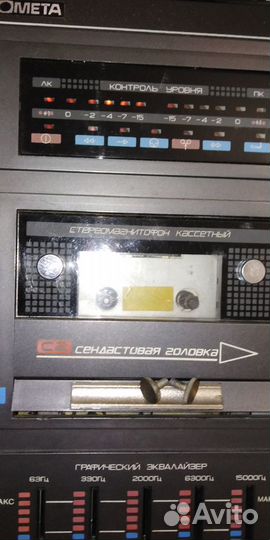 ОМЕТА
ЛК КОНТРОЛЬ УРОВНЯ ПК
0 -2 -4 -7 -15 -15 -7 -4 -2 0
СТЕРЕОМАГНИТОФОН КАССЕТНЫЙ
СЕНДАСТОВАЯ ГОЛОВКА
ГРАФИЧЕСКИЙ ЭКВАЛАЙЗЕР
63Гц 330Гц 2000Гц 6300Гц 15000Гц
МАКС МА
Avito